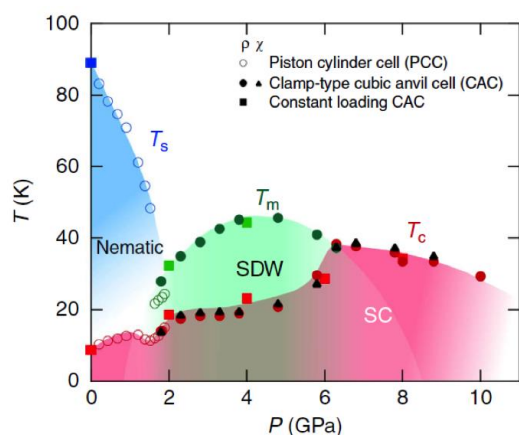 100
80
60
40
20
0
T (K)
ρ χ
Piston cylinder cell (PCC)
Clamp-type cubic anvil cell (CAC)
Constant loading CAC
Ts
Tm
Tc
Nematic
SDW
SC
0 2 4 6 8 10
P (GPa)